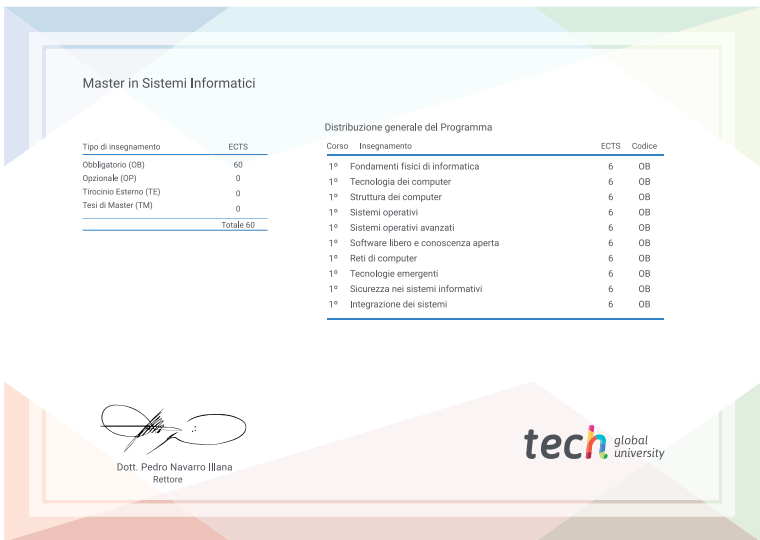 Master in Sistemi Informatici
Tipo di insegnamento ECTS
Obbligatorio (OB) 60
Opzionale (OP) 0
Tirocinio Esterno (TE) 0
Tesi di Master (TM) 0
Totale 60
Distribuzione generale del Programma
Corso Insegnamento ECTS Codice
1º Fondamenti fisici di informatica 6 OB
1º Tecnologia dei computer 6 OB
1º Struttura dei computer 6 OB
1º Sistemi operativi 6 OB
1º Sistemi operativi avanzati 6 OB
1º Software libero e conoscenza aperta 6 OB
1º Reti di computer 6 OB
1º Tecnologie emergenti 6 OB
1º Sicurezza nei sistemi informativi 6 OB
1º Integrazione dei sistemi 6 OB
Dott. Pedro Navarro Illana
Rettore
tech global
university